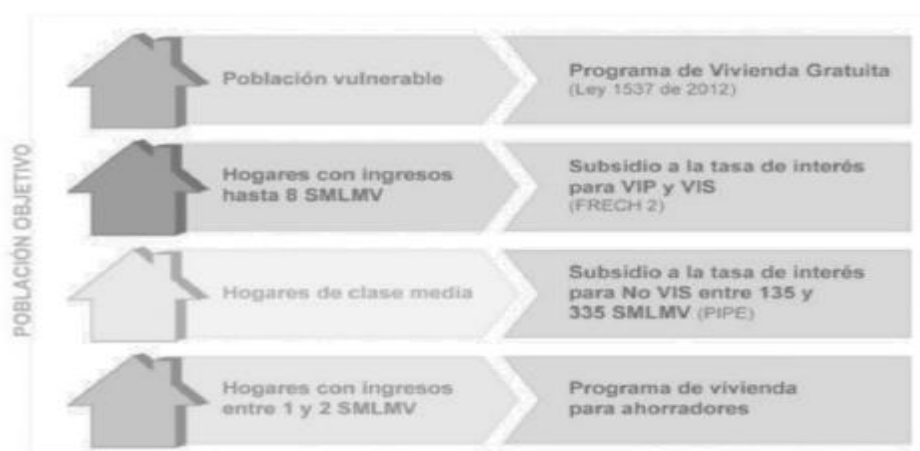 POBLACIÓN OBJETIVO
Población vulnerable
Programa de Vivienda Gratuita
(Ley 1537 de 2012)
Hogares con ingresos
hasta 8 SMLMV
Subsidio a la tasa de interés
para VIP y VIS
(FRECH 2)
Hogares de clase media
Subsidio a la tasa de interés
para No VIS entre 135 y
335 SMLMV (PIPE)
Hogares con ingresos
entre 1 y 2 SMLMV
Programa de vivienda
para ahorradores